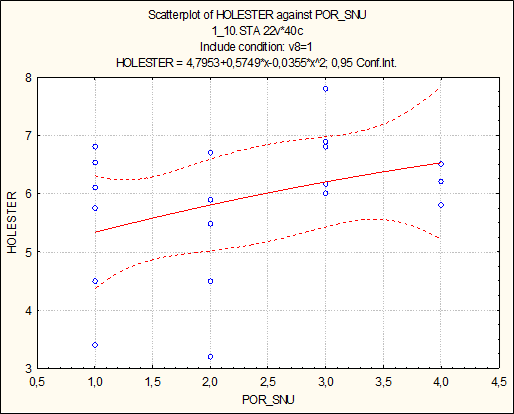 Scatterplot of HOLESTER against POR_SNU
1_10.STA 22v*40c
Include condition: v8=1
HOLESTER = 4,7953+0,5749*x-0,0355*x^2; 0,95 Conf.Int.
8
7
6
5
4
3
HOLESTER
0,5 1,0 1,5 2,0 2,5 3,0 3,5 4,0 4,5
POR_SNU